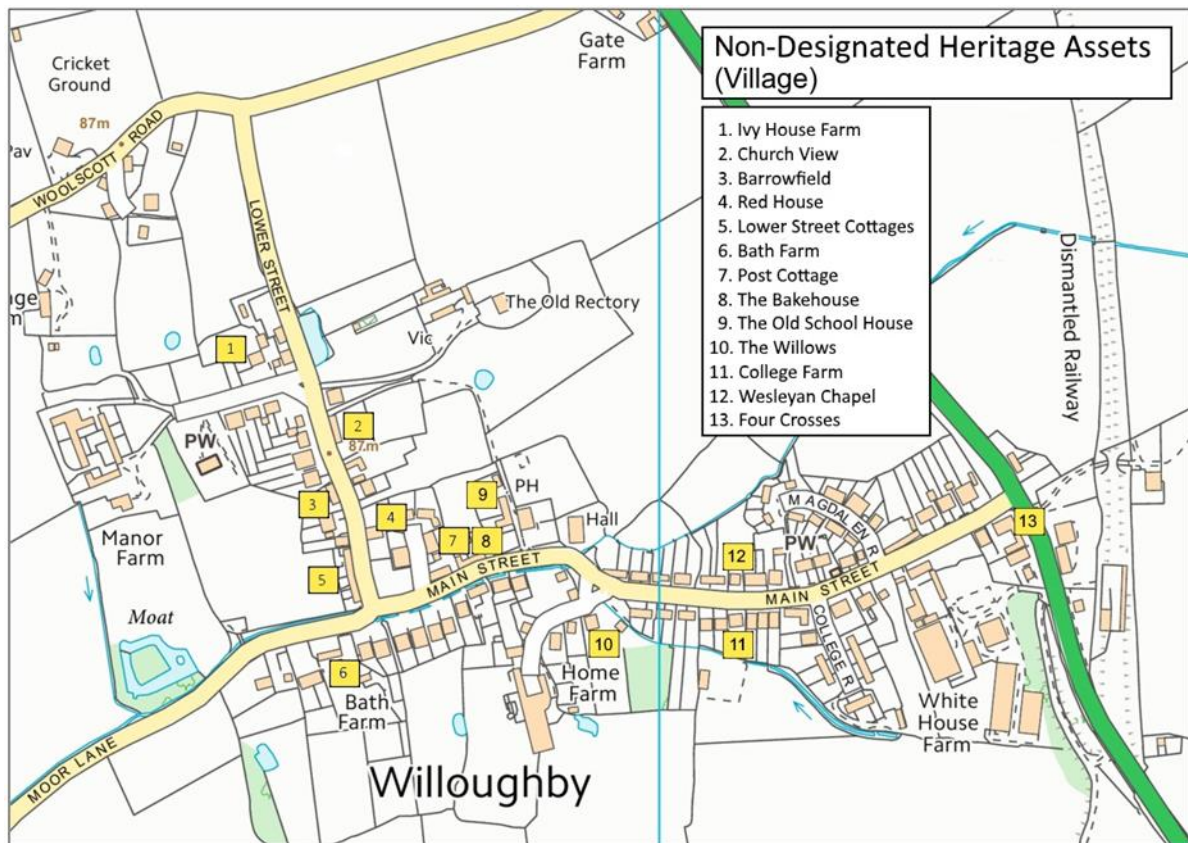 Non-Designated Heritage Assets
(Village)
1. Ivy House Farm
2. Church View
3. Barrowfield
4. Red House
5. Lower Street Cottages
6. Bath Farm
7. Post Cottage
8. The Bakehouse
9. The Old School House
10. The Willows
11. College Farm
12. Wesleyan Chapel
13. Four Crosses
Gate
Farm
Cricket
Ground
87m
Pav
WOOLSCOTT ROAD
LOWER STREET
Dismantled Railway
The Old Rectory
Vic
1
PW
2
87m
3
4
9
PH
7
8
Hall
MAGDALEN R
13
12
PW
Manor
Farm
5
MAIN STREET
MAIN STREET
Moat
6
Bath
Farm
10
Home
Farm
11
COLLEGE R
White
House
Farm
MOOR LANE
Willoughby